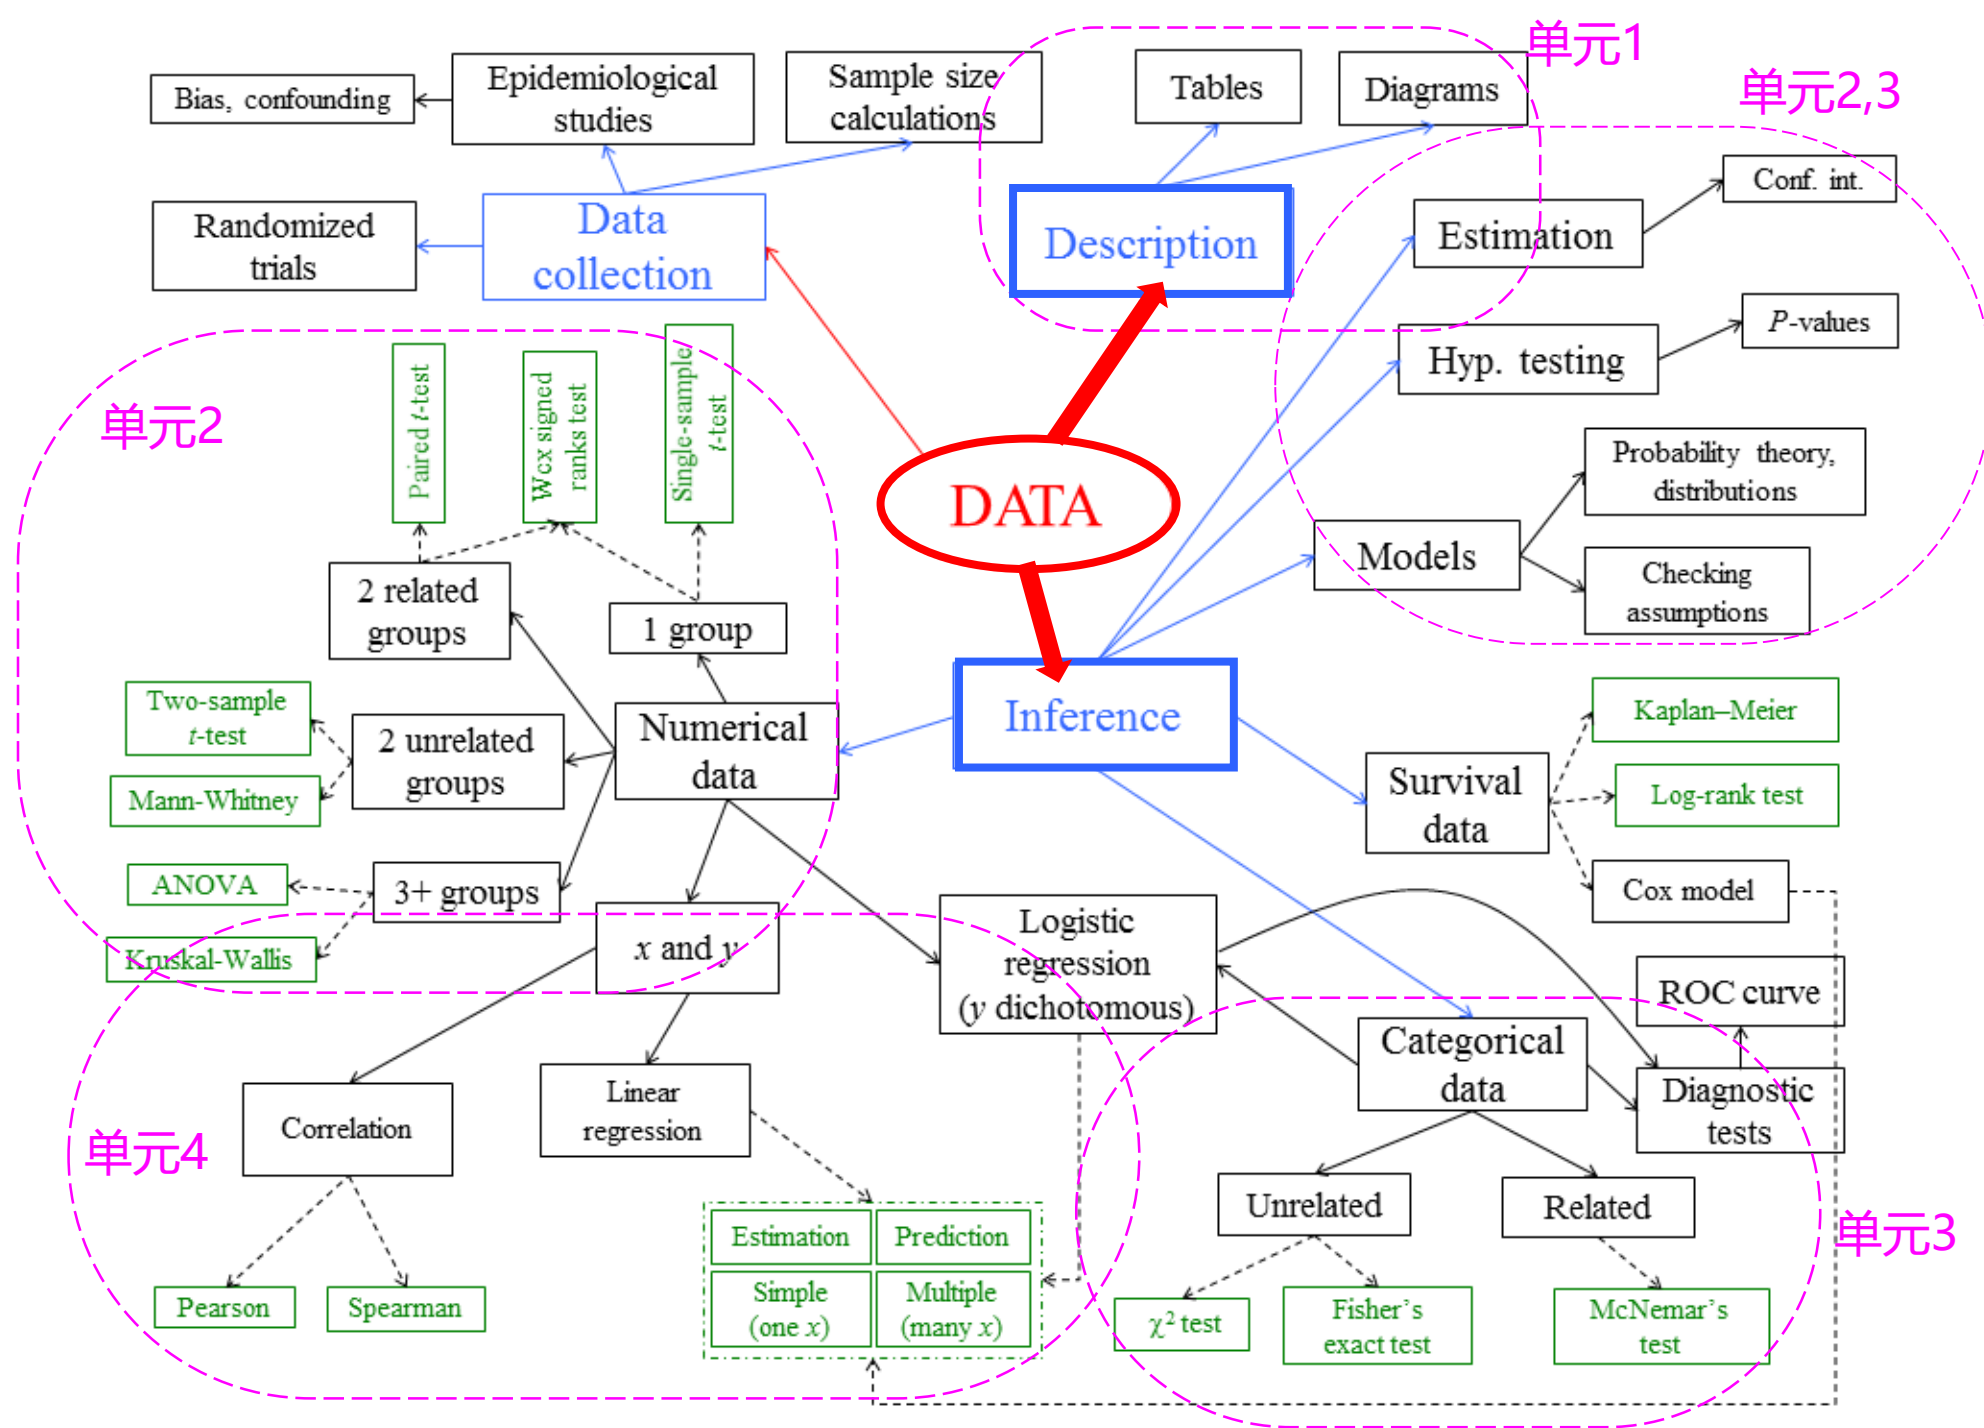 单元1
Epidemiological
studies
Sample size
calculations
Tables
Diagrams
Bias, confounding
单元2,3
Conf. int.
Randomized
trials
Data
collection
Description
Estimation
P-values
Hyp. testing
单元2
Paired t-test
Wcx signed
ranks test
Single-sample
t-test
DATA
Probability theory,
distributions
Models
Checking
assumptions
2 related
groups
1 group
Two-sample
t-test
2 unrelated
groups
Numerical
data
Inference
Kaplan–Meier
Mann-Whitney
Survival
data
Log-rank test
ANOVA
3+ groups
Cox model
Kruskal-Wallis
x and y
Logistic
regression
(y dichotomous)
ROC curve
Categorical
data
Diagnostic
tests
Correlation
Linear
regression
单元4
Unrelated
Related
单元3
Estimation
Prediction
Simple
(one x)
Multiple
(many x)
Pearson
Spearman
χ² test
Fisher’s
exact test
McNemar’s
test